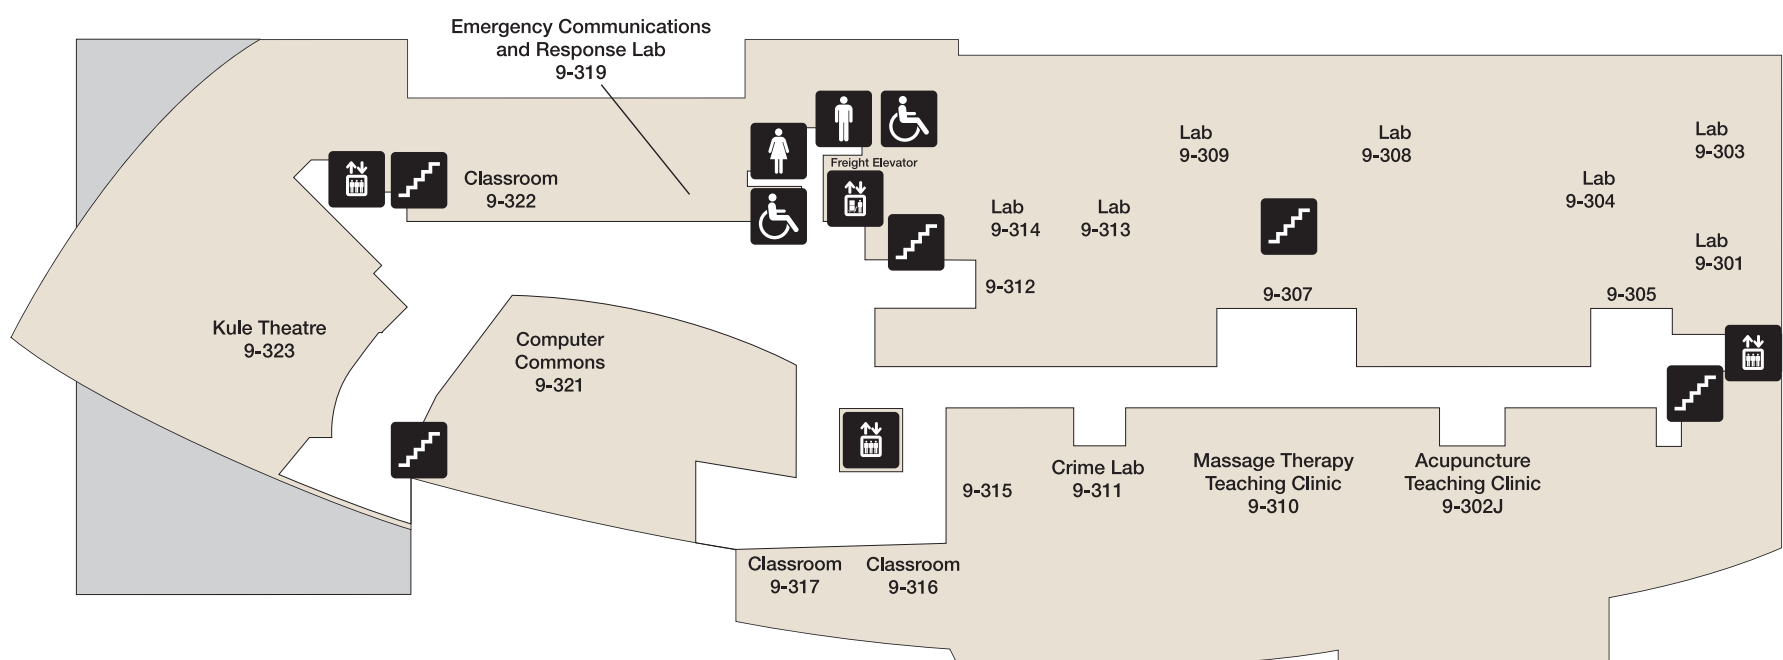 Emergency Communications
and Response Lab
9-319
Freight Elevator
Classroom
9-322
Lab
9-309
Lab
9-308
Lab
9-303
Lab
9-304
Lab
9-314
Lab
9-313
Lab
9-301
9-312
9-307
9-305
Kule Theatre
9-323
Computer
Commons
9-321
9-315
Crime Lab
9-311
Massage Therapy
Teaching Clinic
9-310
Acupuncture
Teaching Clinic
9-302J
Classroom
9-317
Classroom
9-316